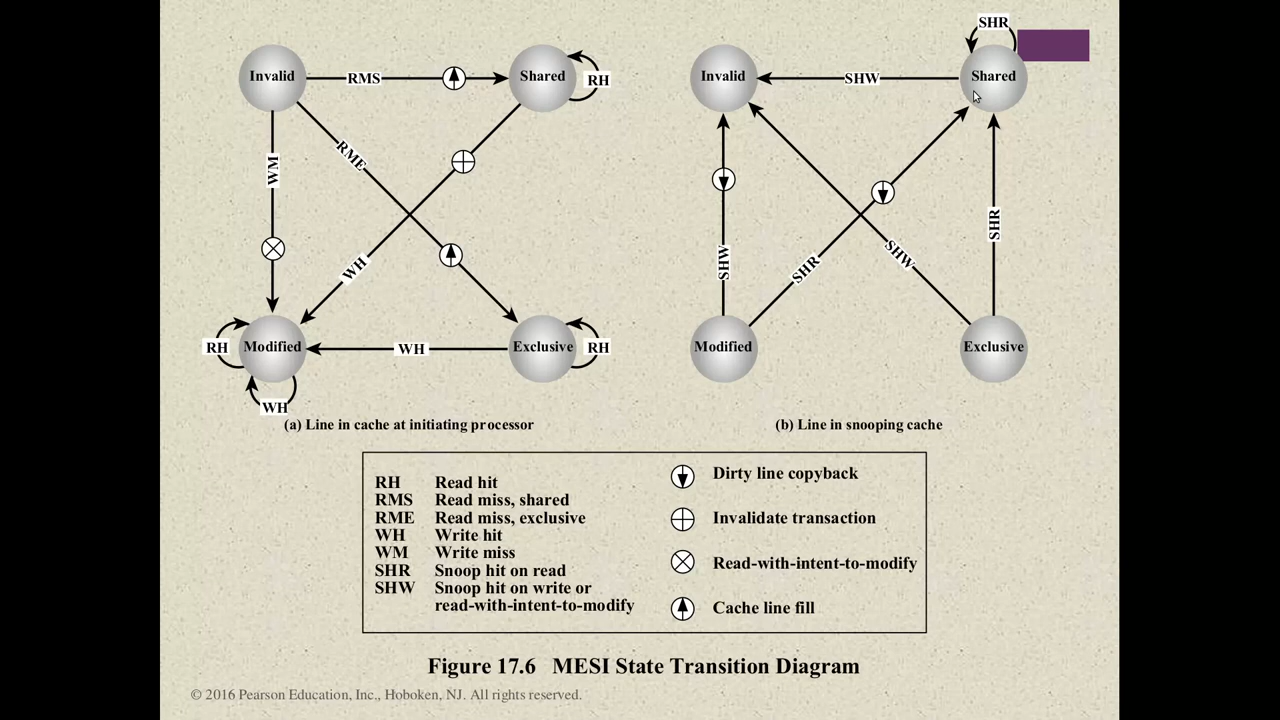 SHR
Invalid
RMS
Shared
RH
WM
RME
WH
RH
Modified
WH
Exclusive
RH
WH
(a) Line in cache at initiating processor
Invalid
SHW
Shared
SHW
SHR
SHW
SHR
Modified
Exclusive
(b) Line in snooping cache
RH Read hit
RMS Read miss, shared
RME Read miss, exclusive
WH Write hit
WM Write miss
SHR Snoop hit on read
SHW Snoop hit on write or
read-with-intent-to-modify
Dirty line copyback
Invalidate transaction
Read-with-intent-to-modify
Cache line fill
Figure 17.6 MESI State Transition Diagram
© 2016 Pearson Education, Inc., Hoboken, NJ. All rights reserved.